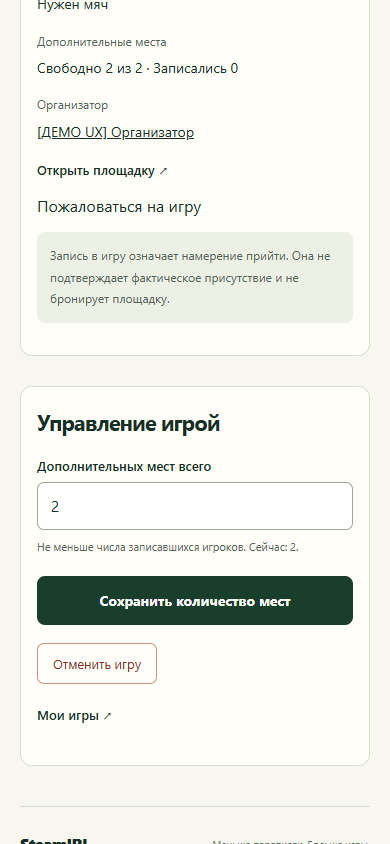 Нужен мяч
Дополнительные места
Свободно 2 из 2 · Записались 0
Организатор
[ДЕМО UX] Организатор
Открыть площадку ↗
Пожаловаться на игру
Запись в игру означает намерение прийти. Она не
подтверждает фактическое присутствие и не
бронирует площадку.
Управление игрой
Дополнительных мест всего
2
Не меньше числа записавшихся игроков. Сейчас: 2.
Сохранить количество мест
Отменить игру
Мои игры ↗